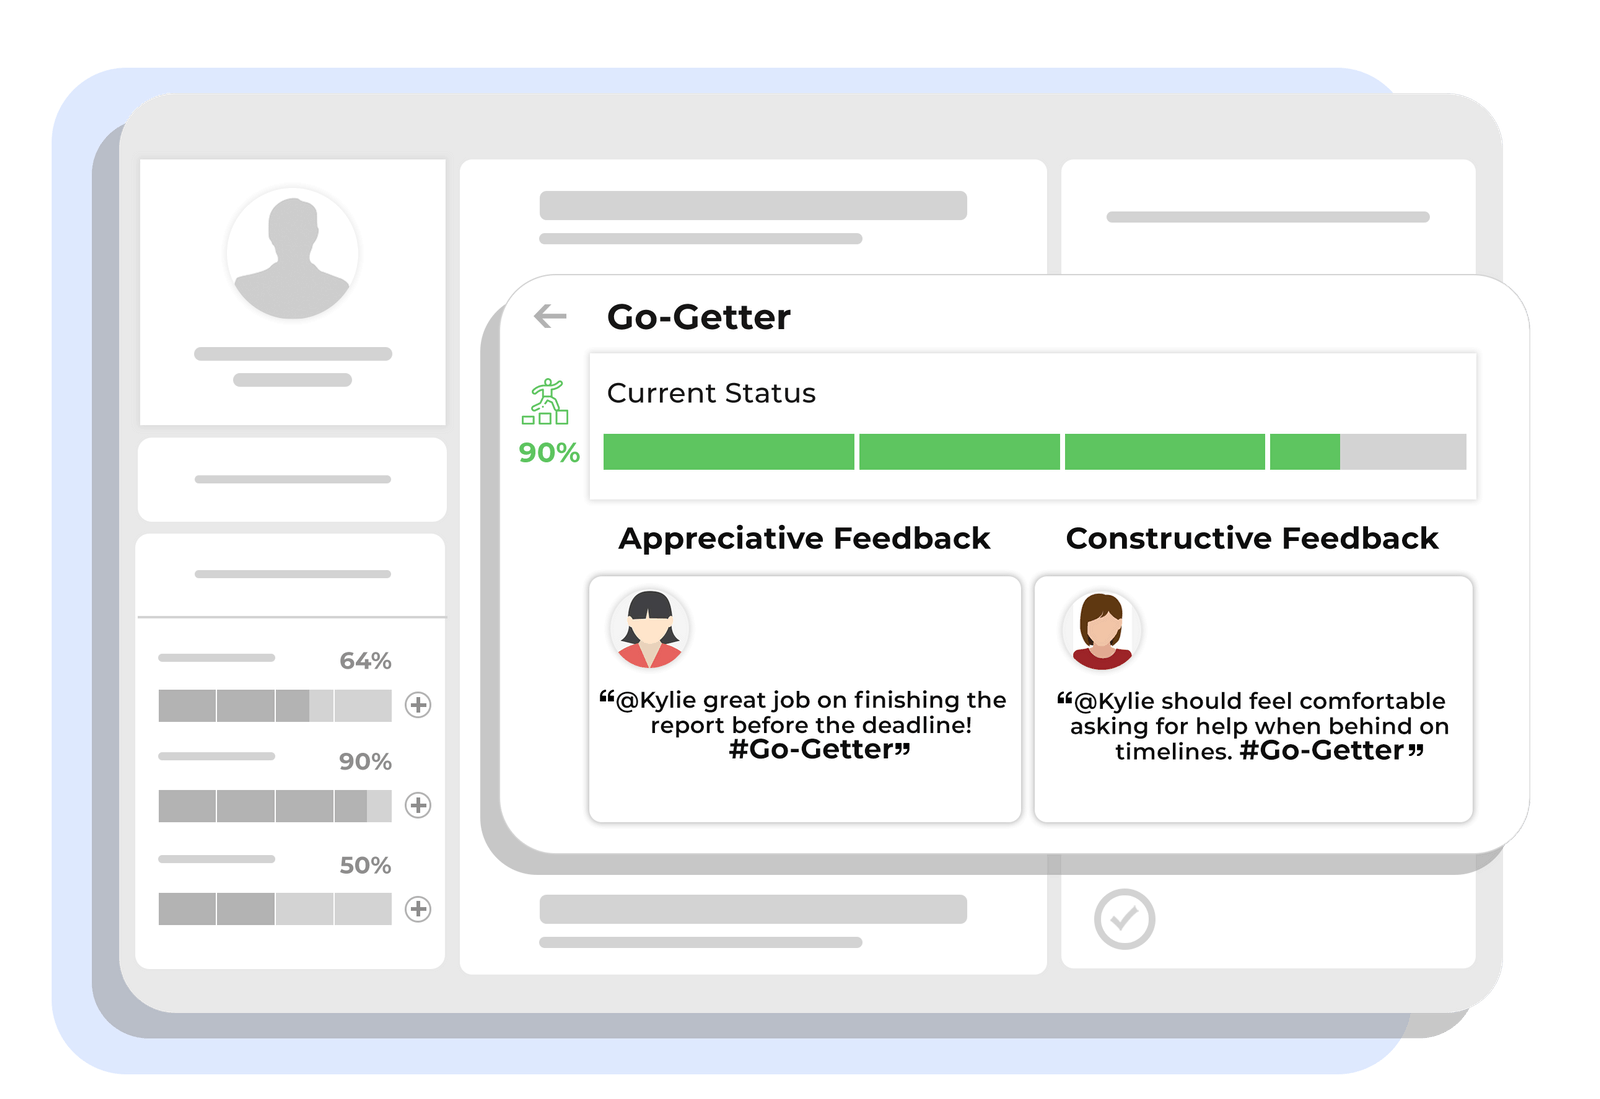 Go-Getter
Current Status
90%
Appreciative Feedback
Constructive Feedback
“@Kylie great job on finishing the
report before the deadline!
#Go-Getter”
“@Kylie should feel comfortable
asking for help when behind on
timelines. #Go-Getter”
64%
90%
50%